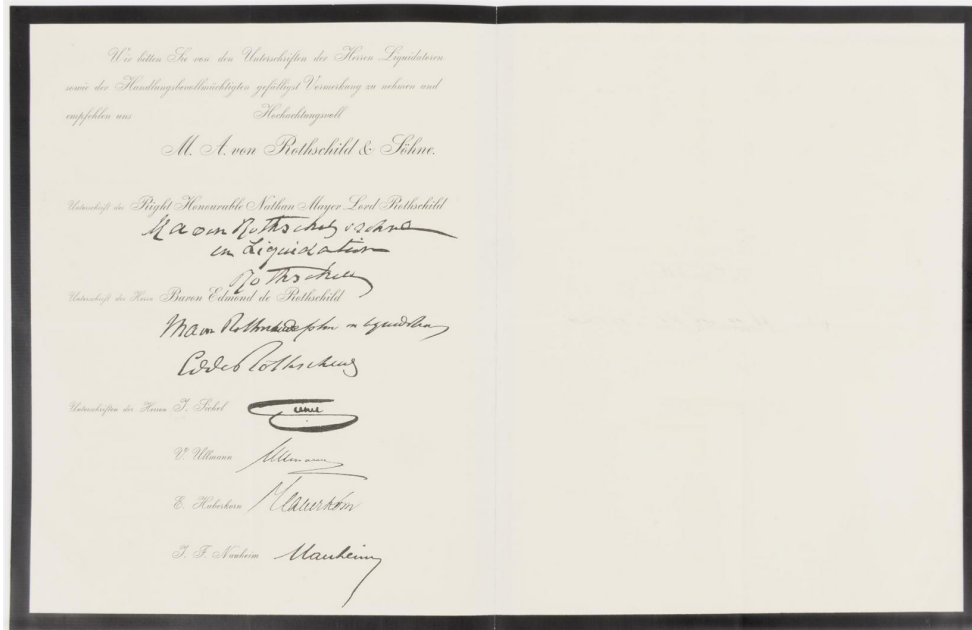 Wir bitten Sie von den Unterschriften der Herren Liquidatoren
sowie der Handlungsbevollmächtigten gefälligst Vormerkung zu nehmen und
empfehlen uns Hochachtungsvoll
M. A. von Rothschild & Söhne.
Unterschrift des Right Honourable Nathan Mayer Lord Rothschild
M A von Rothschild & Söhne
in Liquidation
Rothschild
Unterschrift des Herrn Baron Edmond de Rothschild
M A von Rothschild & Söhne in Liquidation
Ed de Rothschild
Unterschriften der Herren J. Sichel
V. Ullmann Ullmann
E. Haberkorn Haberkorn
J. F. Nauheim Nauheim